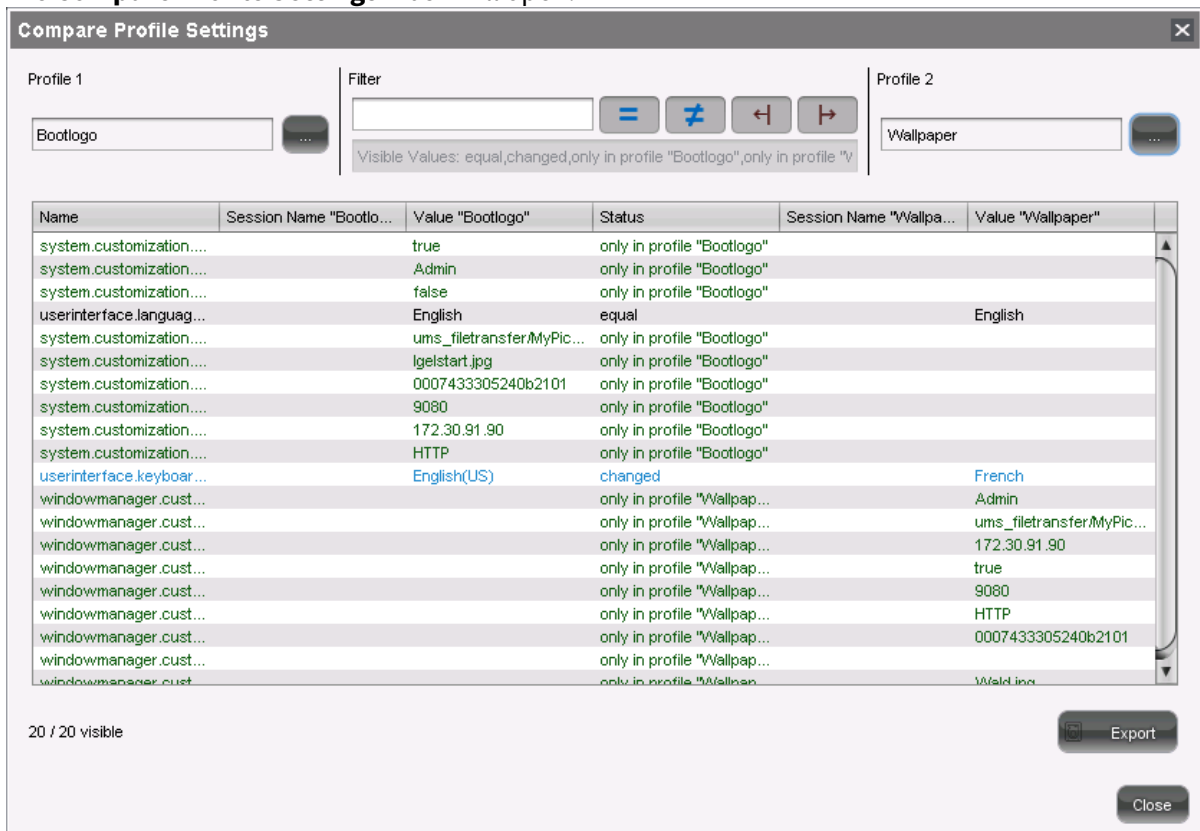 Compare Profile Settings
Profile 1
Filter
Profile 2
Bootlogo
...
= ≠
Wallpaper
...
Visible Values: equal,changed,only in profile "Bootlogo",only in profile "W
Name Session Name "Bootlo... Value "Bootlogo" Status Session Name "Wallpa... Value "Wallpaper"
system.customization.... true only in profile "Bootlogo"
system.customization.... Admin only in profile "Bootlogo"
system.customization.... false only in profile "Bootlogo"
userinterface.languag... English equal English
system.customization.... ums_filetransfer/MyPic... only in profile "Bootlogo"
system.customization.... Igelstart.jpg only in profile "Bootlogo"
system.customization.... 0007433305240b2101 only in profile "Bootlogo"
system.customization.... 9080 only in profile "Bootlogo"
system.customization.... 172.30.91.90 only in profile "Bootlogo"
system.customization.... HTTP only in profile "Bootlogo"
userinterface.keyboar... English(US) changed French
windowmanager.cust... only in profile "Wallpap... Admin
windowmanager.cust... only in profile "Wallpap... ums_filetransfer/MyPic...
windowmanager.cust... only in profile "Wallpap... 172.30.91.90
windowmanager.cust... only in profile "Wallpap... true
windowmanager.cust... only in profile "Wallpap... 9080
windowmanager.cust... only in profile "Wallpap... HTTP
windowmanager.cust... only in profile "Wallpap... 0007433305240b2101
windowmanager.cust... only in profile "Wallpap...
windowmanager.cust only in profile "Wallpap Wald.jpg
20 / 20 visible
Export
Close